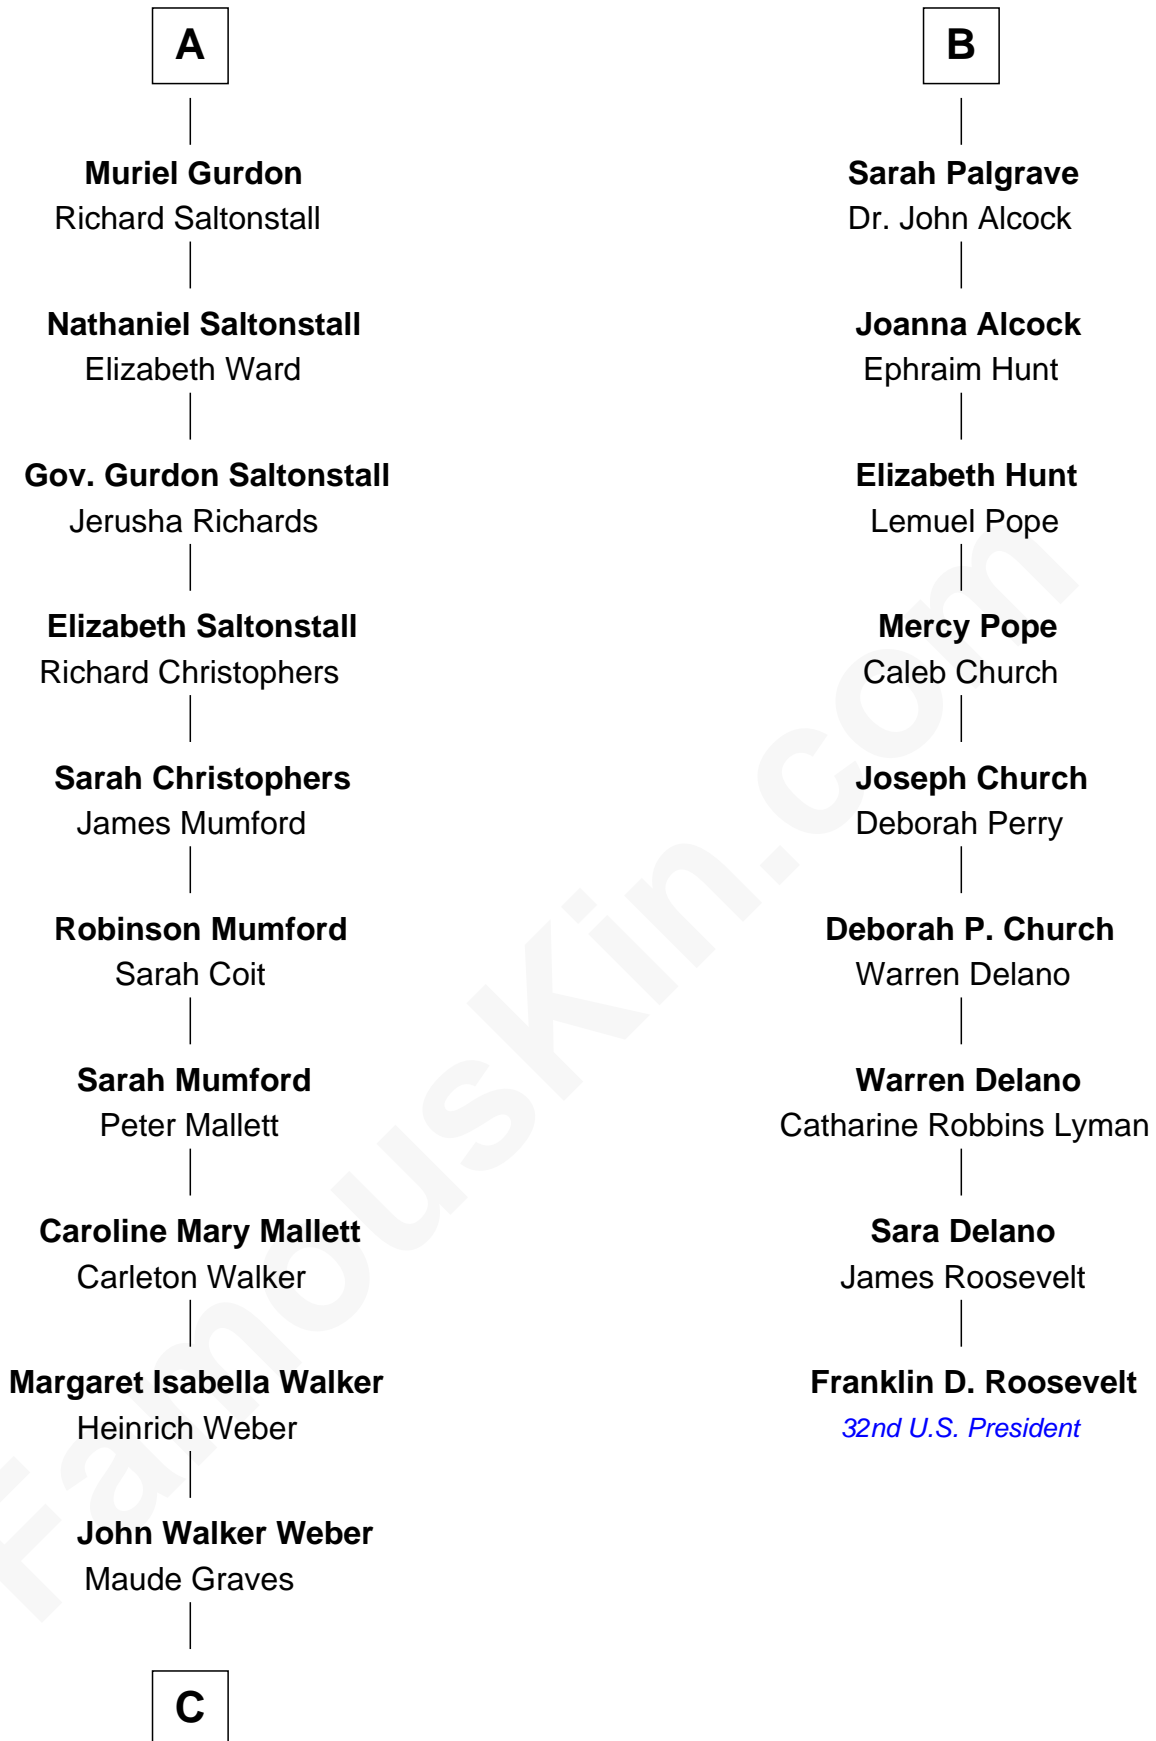 A
Muriel Gurdon
Richard Saltonstall
Nathaniel Saltonstall
Elizabeth Ward
Gov. Gurdon Saltonstall
Jerusha Richards
Elizabeth Saltonstall
Richard Christophers
Sarah Christophers
James Mumford
Robinson Mumford
Sarah Coit
Sarah Mumford
Peter Mallett
Caroline Mary Mallett
Carleton Walker
Margaret Isabella Walker
Heinrich Weber
John Walker Weber
Maude Graves
C
B
Sarah Palgrave
Dr. John Alcock
Joanna Alcock
Ephraim Hunt
Elizabeth Hunt
Lemuel Pope
Mercy Pope
Caleb Church
Joseph Church
Deborah Perry
Deborah P. Church
Warren Delano
Warren Delano
Catharine Robbins Lyman
Sara Delano
James Roosevelt
Franklin D. Roosevelt
32nd U.S. President
FamousKin.com